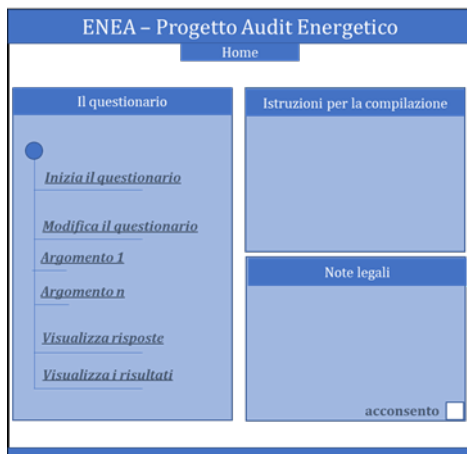 ENEA – Progetto Audit Energetico
Home
Il questionario
Inizia il questionario
Modifica il questionario
Argomento 1
Argomento n
Visualizza risposte
Visualizza i risultati
Istruzioni per la compilazione
Note legali
acconsento